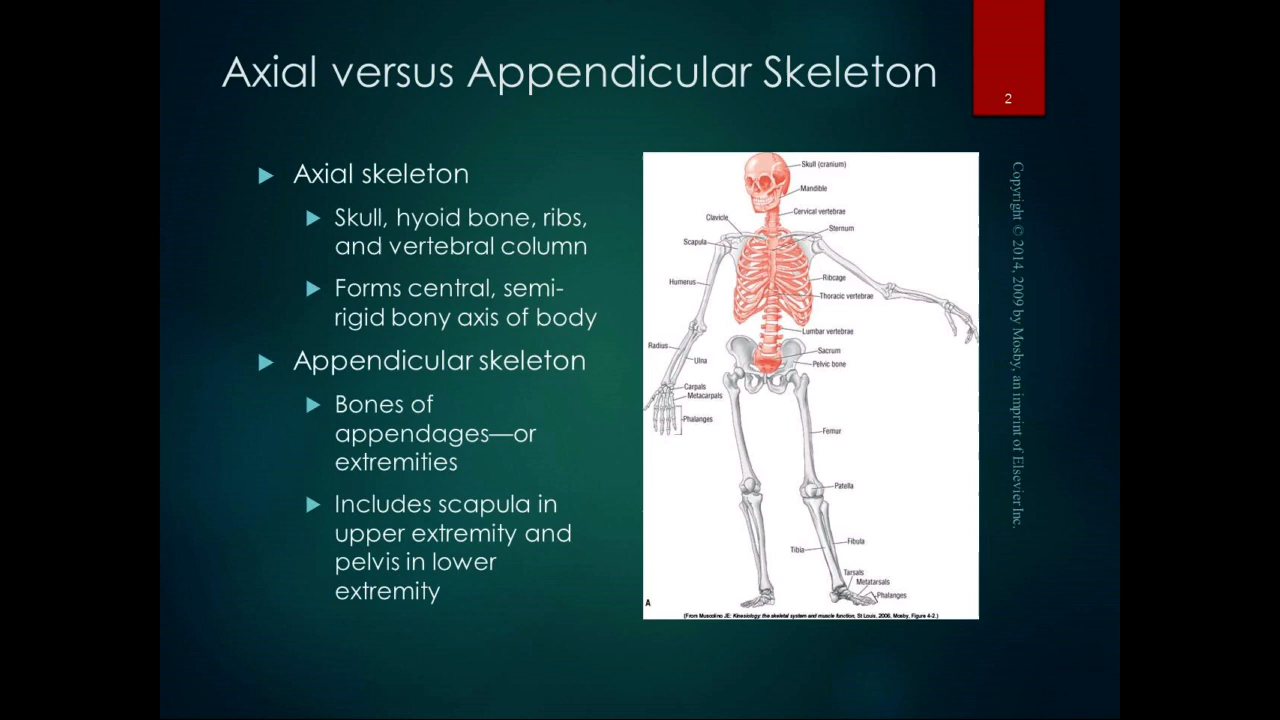 Axial versus Appendicular Skeleton
2
Axial skeleton
Skull, hyoid bone, ribs,
and vertebral column
Forms central, semi-
rigid bony axis of body
Appendicular skeleton
Bones of
appendages—or
extremities
Includes scapula in
upper extremity and
pelvis in lower
extremity
Skull (cranium)
Mandible
Cervical vertebrae
Clavicle
Sternum
Scapula
Ribcage
Humerus
Thoracic vertebrae
Lumbar vertebrae
Radius
Sacrum
Ulna
Pelvic bone
Carpals
Metacarpals
Phalanges
Femur
Patella
Fibula
Tibia
Tarsals
Metatarsals
Phalanges
A
(From Muscolino JE: Kinesiology: the skeletal system and muscle function, St Louis, 2006, Mosby, Figure 4-2.)
Copyright © 2014, 2009 by Mosby, an imprint of Elsevier Inc.